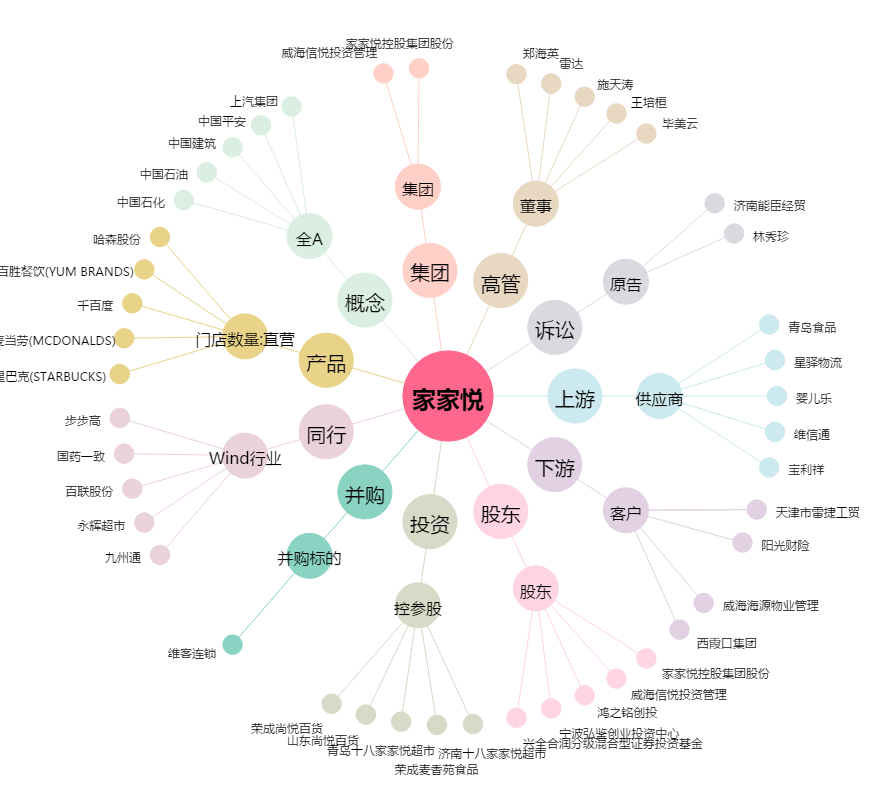 家家悦控股集团股份
威海信悦投资管理
集团
集团
郑海英
雷达
施天涛
王培桓
毕美云
董事
高管
济南能臣经贸
林秀珍
原告
诉讼
青岛食品
星驿物流
婴儿乐
维信通
宝利祥
供应商
上游
天津市雷捷工贸
阳光财险
威海海源物业管理
西霞口集团
客户
下游
家家悦控股集团股份
威海信悦投资管理
鸿之铭创投
宁波弘鉴创业投资中心
兴全合润分级混合型证券投资基金
股东
股东
济南十八家家悦超市
荣成麦香苑食品
青岛十八家家悦超市
山东尚悦百货
荣成尚悦百货
控参股
投资
维客连锁
并购标的
并购
九州通
永辉超市
百联股份
国药一致
步步高
Wind行业
同行
星巴克(STARBUCKS)
麦当劳(MCDONALDS)
千百度
百胜餐饮(YUM BRANDS)
哈森股份
门店数量:直营
产品
中国石化
中国石油
中国建筑
中国平安
上汽集团
全A
概念
家家悦